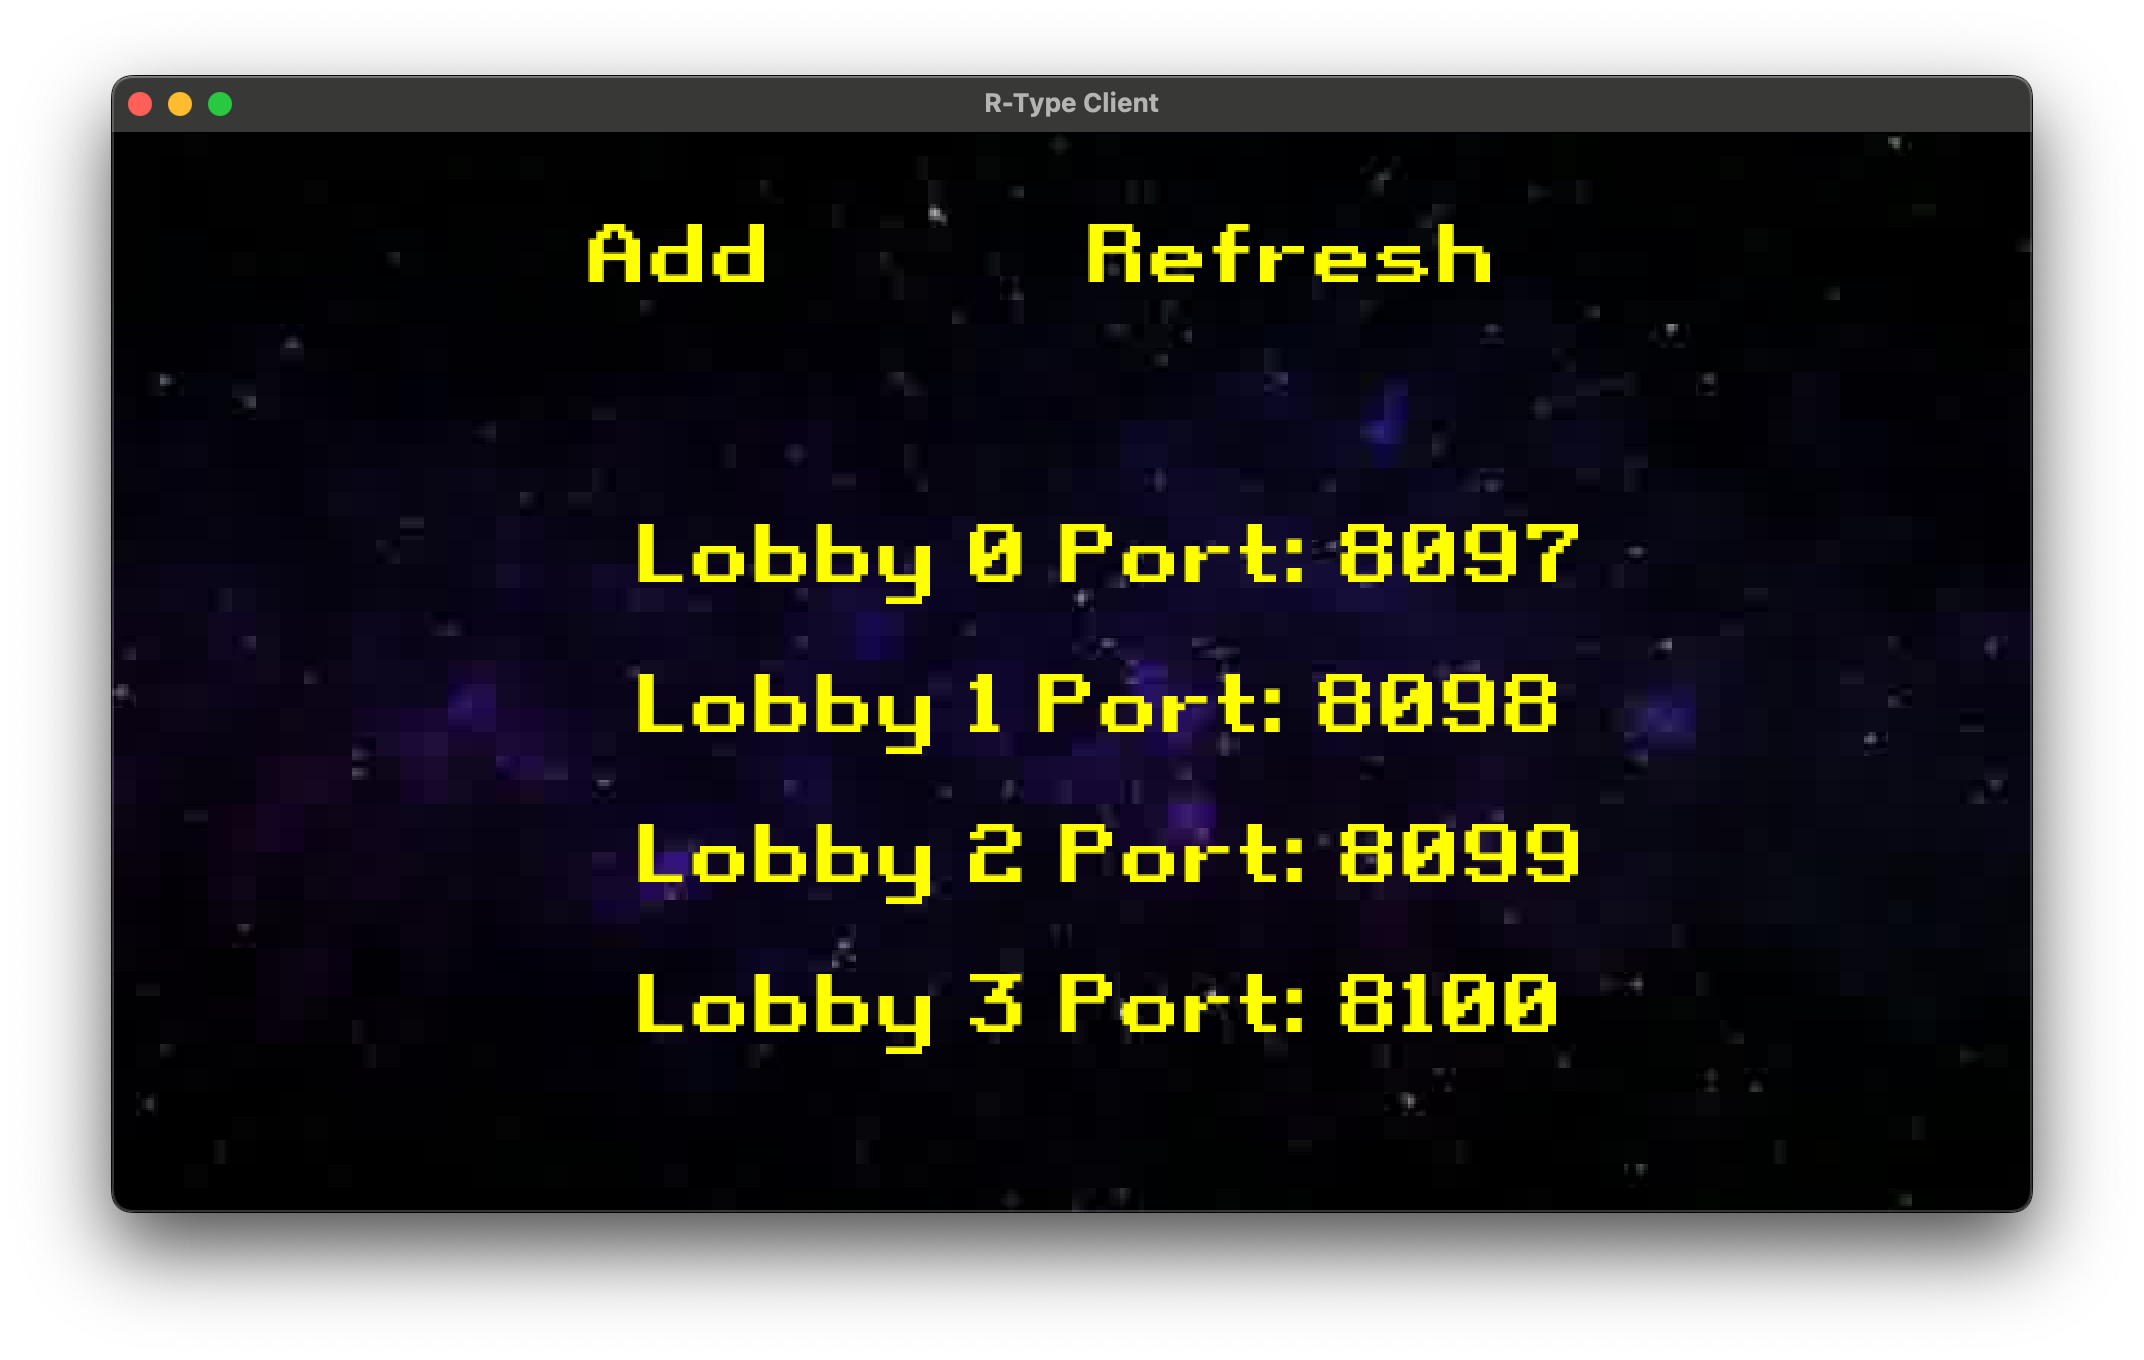 R-Type Client
Add Refresh
Lobby 0 Port: 8097
Lobby 1 Port: 8098
Lobby 2 Port: 8099
Lobby 3 Port: 8100